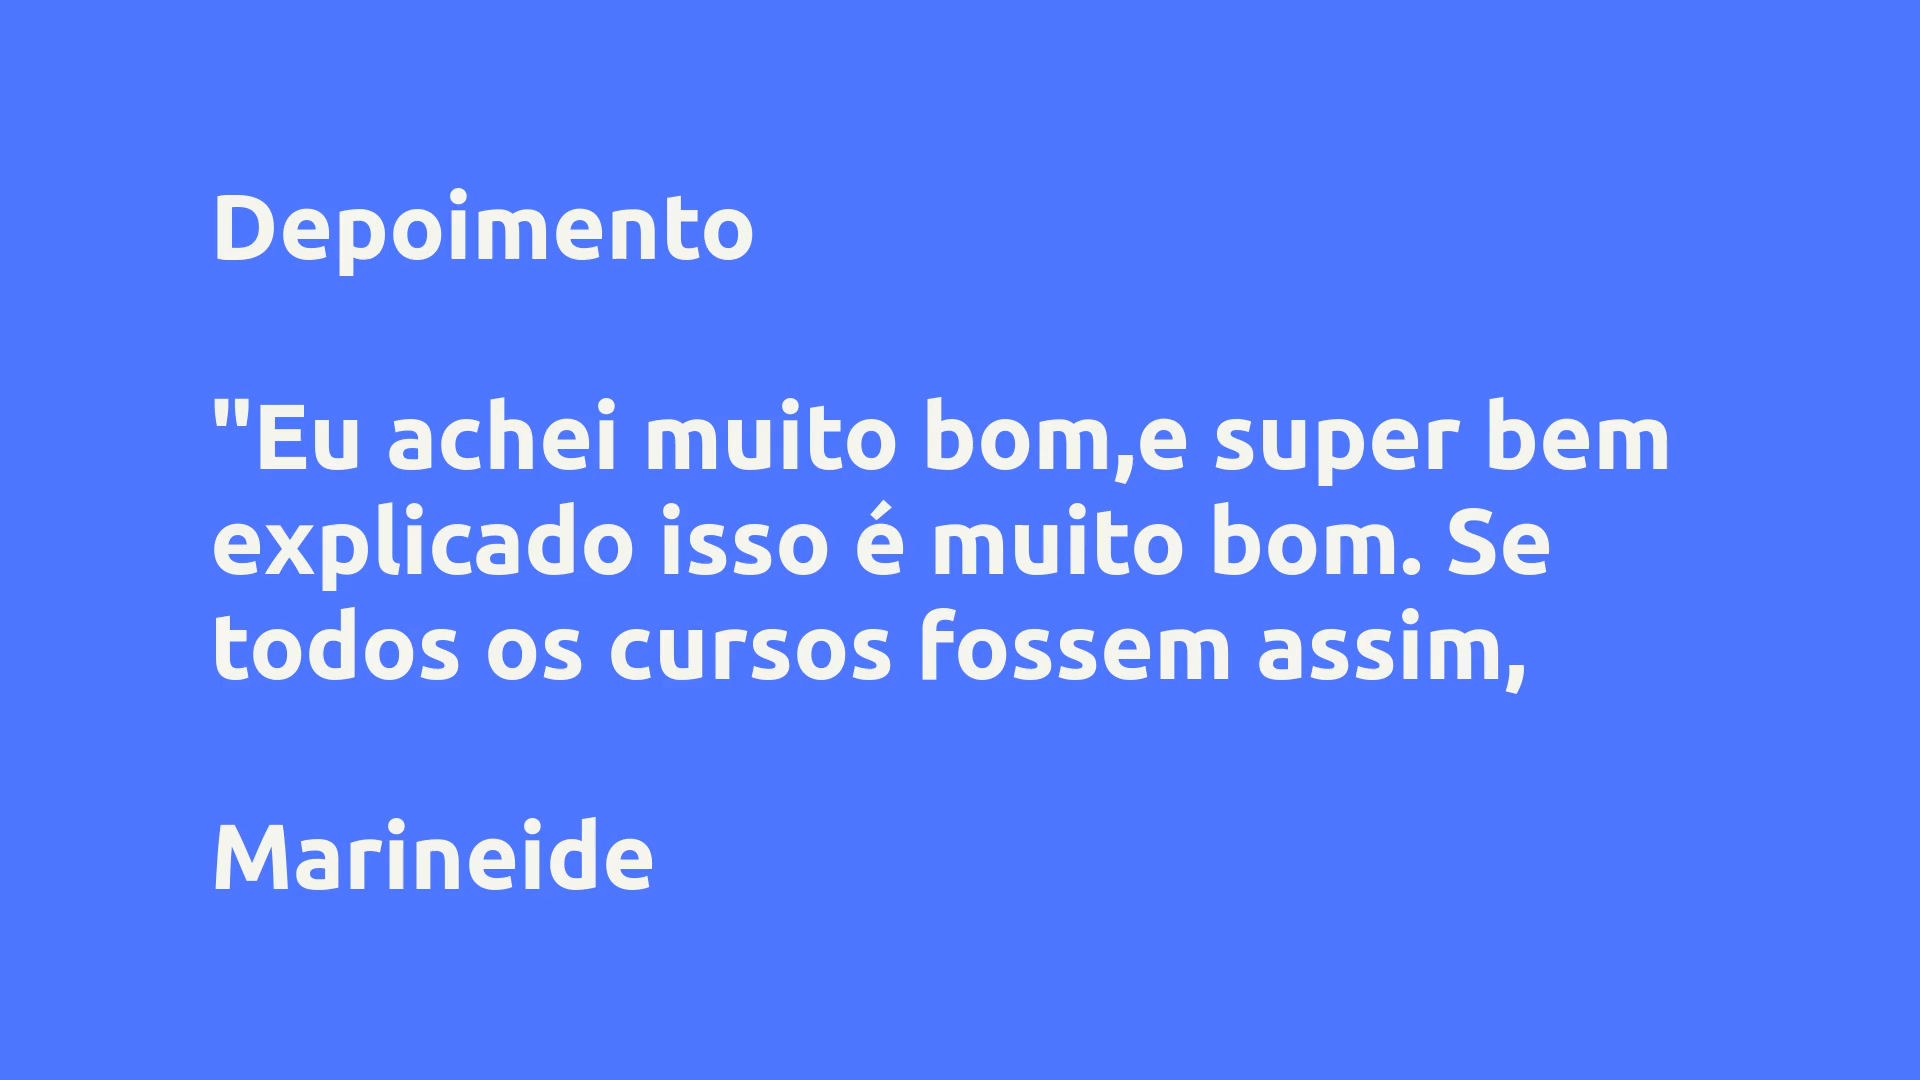 Depoimento
"Eu achei muito bom,e super bem
explicado isso é muito bom. Se
todos os cursos fossem assim,
Marineide